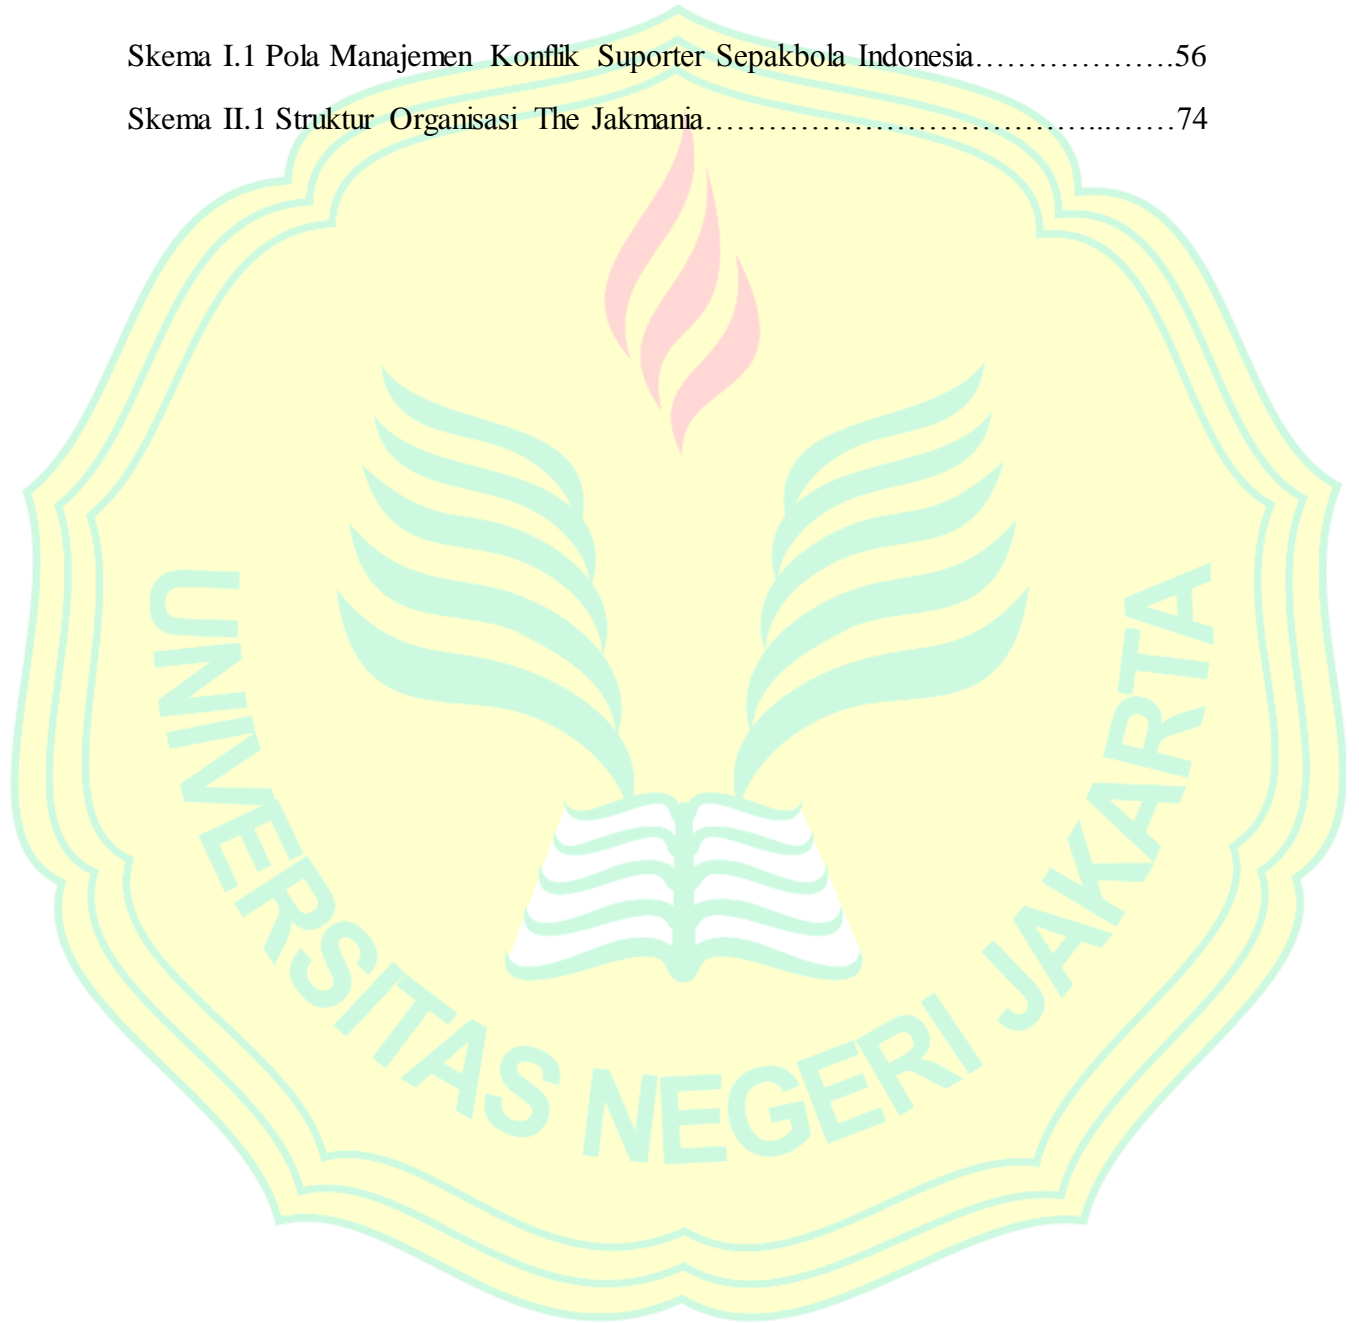 Skema I.1 Pola Manajemen Konflik Suporter Sepakbola Indonesia……………….56
Skema II.1 Struktur Organisasi The Jakmania………………………………...……74
UNIVERSITAS NEGERI JAKARTA